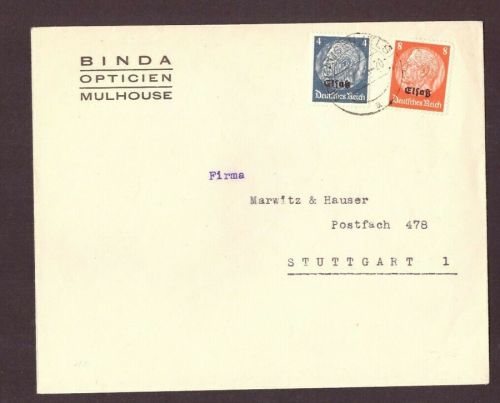 BINDA
OPTICIEN
MULHOUSE
4 4
Elsaß
Deutsches Reich
8 8
Elsaß
Deutsches Reich
Firma
Marwitz & Hauser
Postfach 478
STUTTGART 1